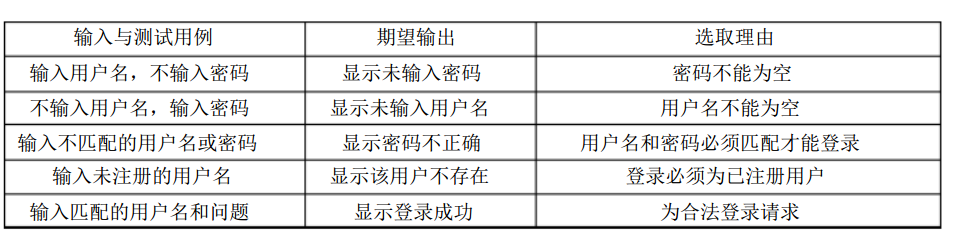 输入与测试用例 期望输出 选取理由
输入用户名，不输入密码 显示未输入密码 密码不能为空
不输入用户名，输入密码 显示未输入用户名 用户名不能为空
输入不匹配的用户名或密码 显示密码不正确 用户名和密码必须匹配才能登录
输入未注册的用户名 显示该用户不存在 登录必须为已注册用户
输入匹配的用户名和问题 显示登录成功 为合法登录请求